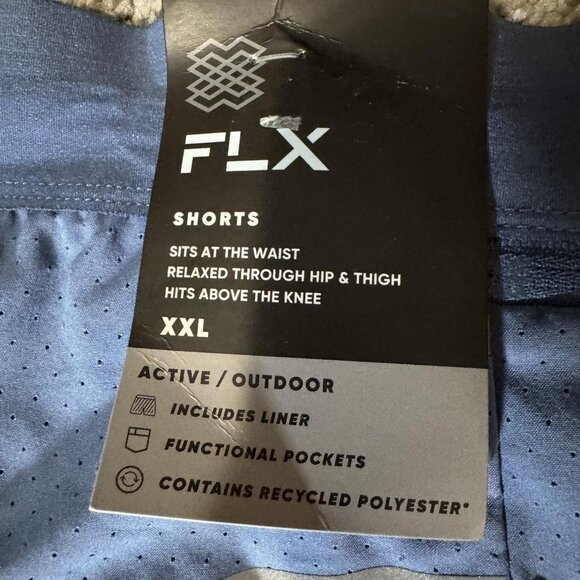 FLX
SHORTS
SITS AT THE WAIST
RELAXED THROUGH HIP & THIGH
HITS ABOVE THE KNEE
XXL
ACTIVE / OUTDOOR
INCLUDES LINER
FUNCTIONAL POCKETS
CONTAINS RECYCLED POLYESTER*